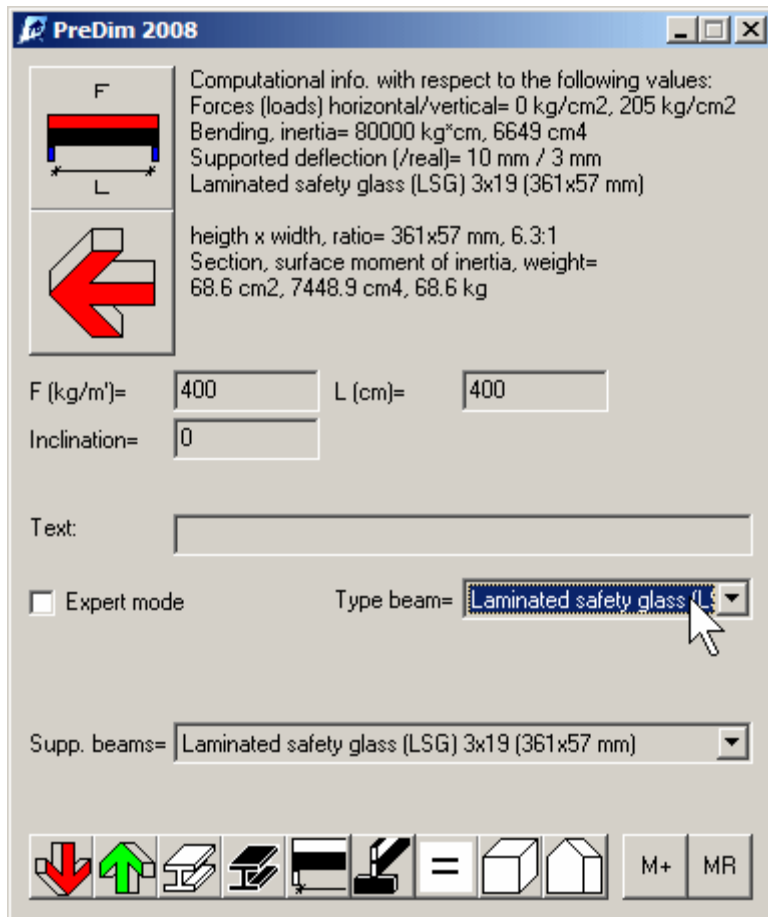 PreDim 2008
F
L
Computational info. with respect to the following values:
Forces (loads) horizontal/vertical= 0 kg/cm2, 205 kg/cm2
Bending, inertia= 80000 kg*cm, 6649 cm4
Supported deflection (/real)= 10 mm / 3 mm
Laminated safety glass (LSG) 3x19 (361x57 mm)
heigth x width, ratio= 361x57 mm, 6.3:1
Section, surface moment of inertia, weight=
68.6 cm2, 7448.9 cm4, 68.6 kg
F (kg/m')= 400 L (cm)= 400
Inclination= 0
Text:
Expert mode Type beam= Laminated safety glass (LS
Supp. beams= Laminated safety glass (LSG) 3x19 (361x57 mm)
= M+ MR